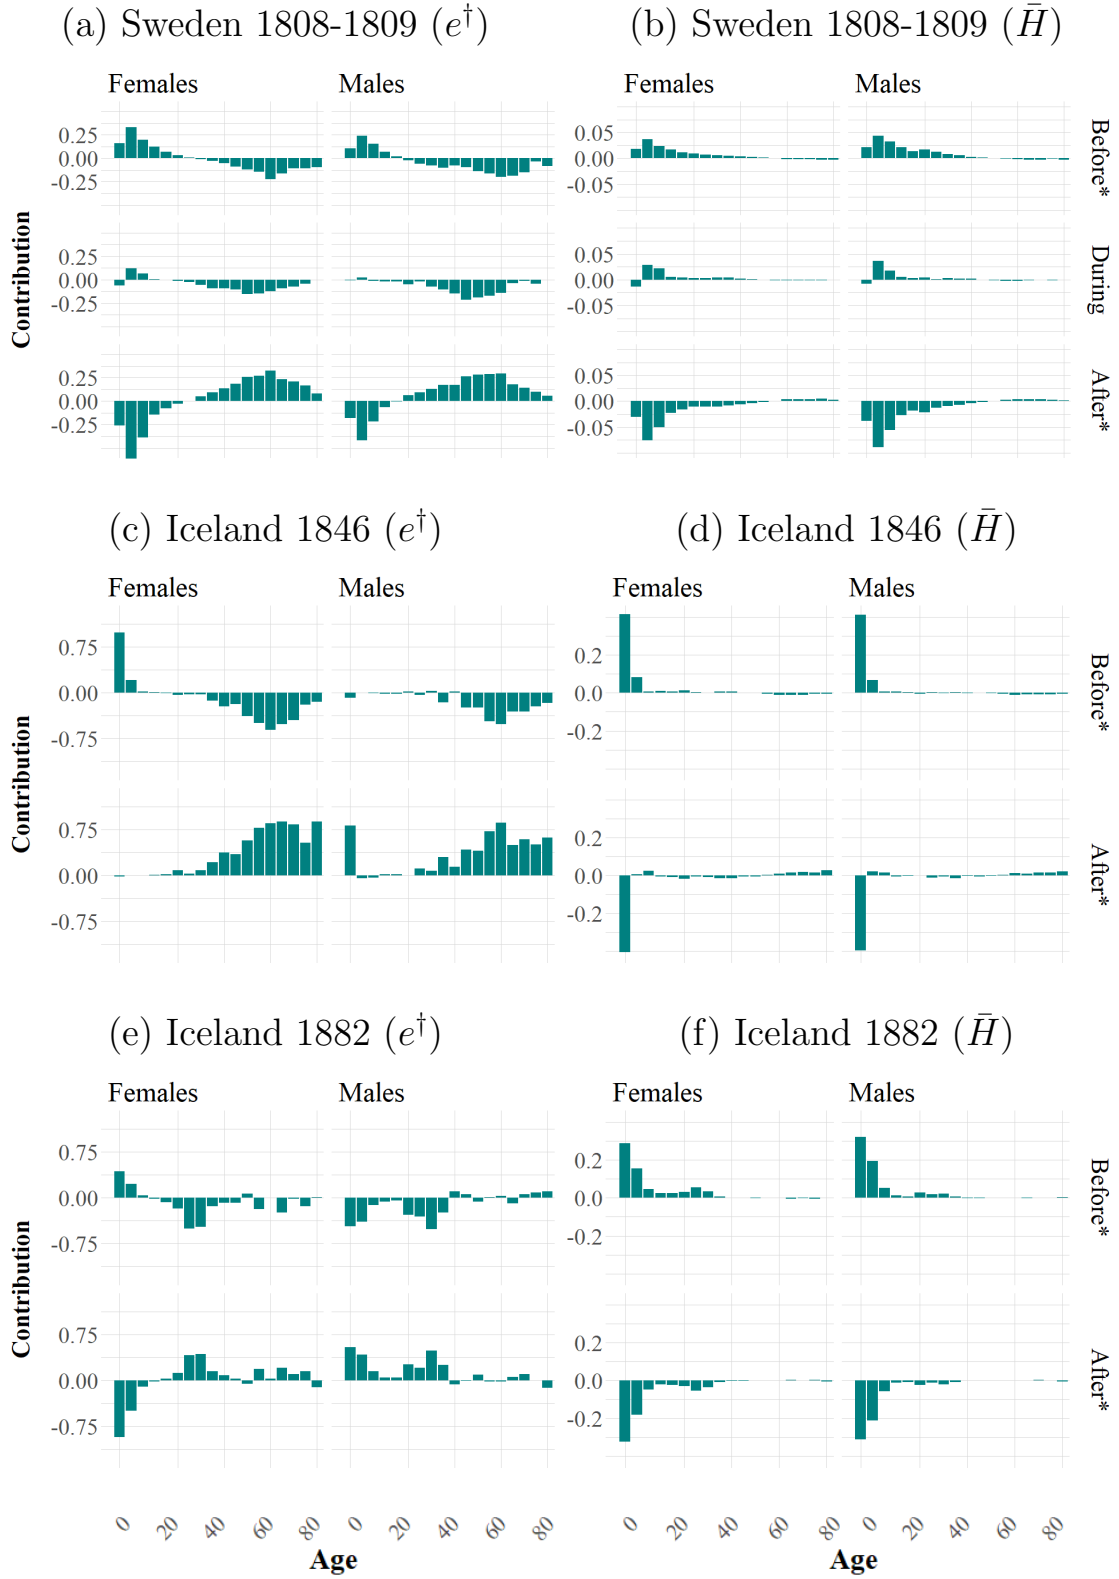 (a) Sweden 1808-1809 (e†)
(b) Sweden 1808-1809 (H̄)
Females
Males
Females
Males
0.25
0.00
-0.25
0.05
0.00
-0.05
Before*
0.25
0.00
-0.25
0.05
0.00
-0.05
During
0.25
0.00
-0.25
0.05
0.00
-0.05
After*
Contribution
(c) Iceland 1846 (e†)
(d) Iceland 1846 (H̄)
Females
Males
Females
Males
0.75
0.00
-0.75
0.2
0.0
-0.2
Before*
0.75
0.00
-0.75
0.2
0.0
-0.2
After*
Contribution
(e) Iceland 1882 (e†)
(f) Iceland 1882 (H̄)
Females
Males
Females
Males
0.75
0.00
-0.75
0.2
0.0
-0.2
Before*
0.75
0.00
-0.75
0.2
0.0
-0.2
After*
Contribution
0 20 40 60 80
0 20 40 60 80
0 20 40 60 80
0 20 40 60 80
Age
Age